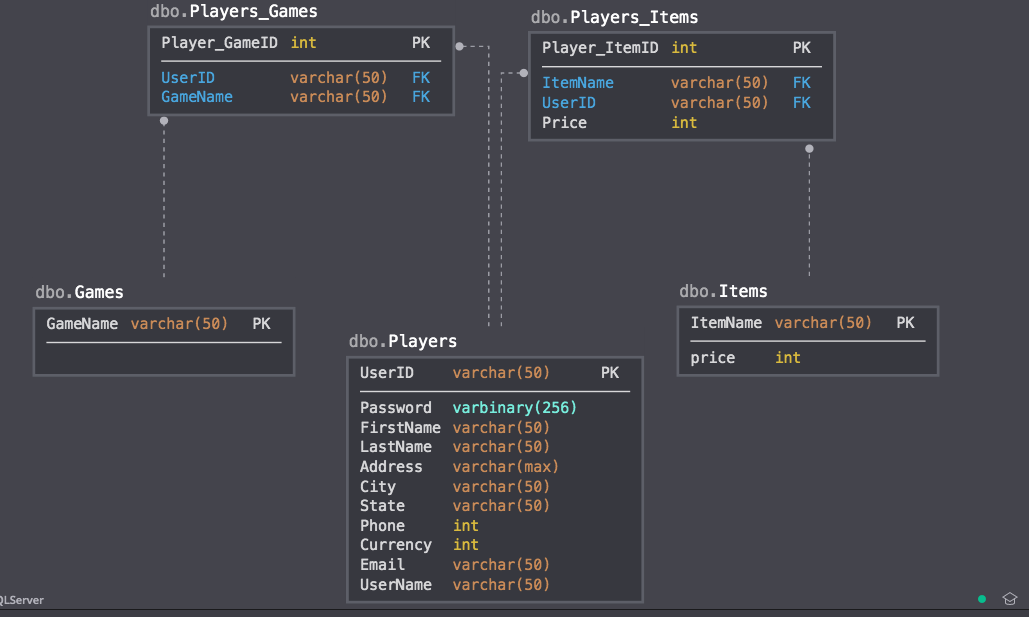 dbo.Players_Games
Player_GameID int PK
UserID varchar(50) FK
GameName varchar(50) FK
dbo.Players_Items
Player_ItemID int PK
ItemName varchar(50) FK
UserID varchar(50) FK
Price int
dbo.Games
GameName varchar(50) PK
dbo.Players
UserID varchar(50) PK
Password varbinary(256)
FirstName varchar(50)
LastName varchar(50)
Address varchar(max)
City varchar(50)
State varchar(50)
Phone int
Currency int
Email varchar(50)
UserName varchar(50)
dbo.Items
ItemName varchar(50) PK
price int
QLServer